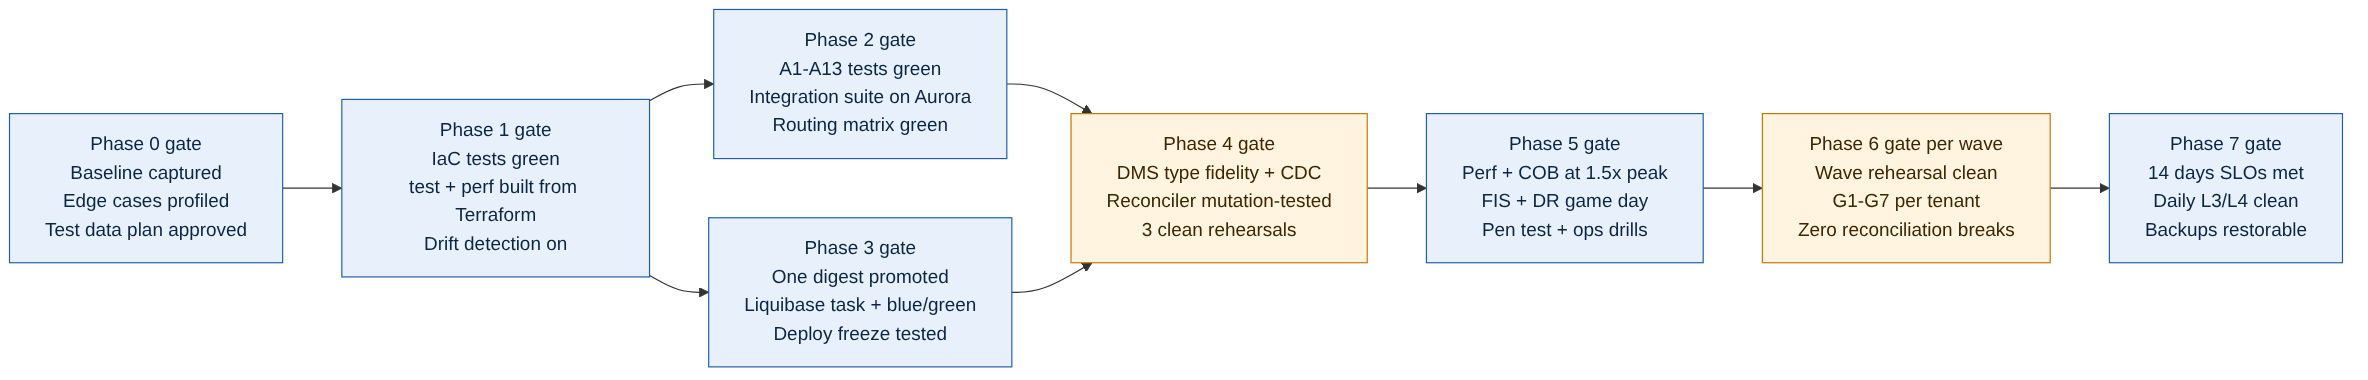 Phase 0 gate
Baseline captured
Edge cases profiled
Test data plan approved
Phase 1 gate
IaC tests green
test + perf built from
Terraform
Drift detection on
Phase 2 gate
A1-A13 tests green
Integration suite on Aurora
Routing matrix green
Phase 3 gate
One digest promoted
Liquibase task + blue/green
Deploy freeze tested
Phase 4 gate
DMS type fidelity + CDC
Reconciler mutation-tested
3 clean rehearsals
Phase 5 gate
Perf + COB at 1.5x peak
FIS + DR game day
Pen test + ops drills
Phase 6 gate per wave
Wave rehearsal clean
G1-G7 per tenant
Zero reconciliation breaks
Phase 7 gate
14 days SLOs met
Daily L3/L4 clean
Backups restorable